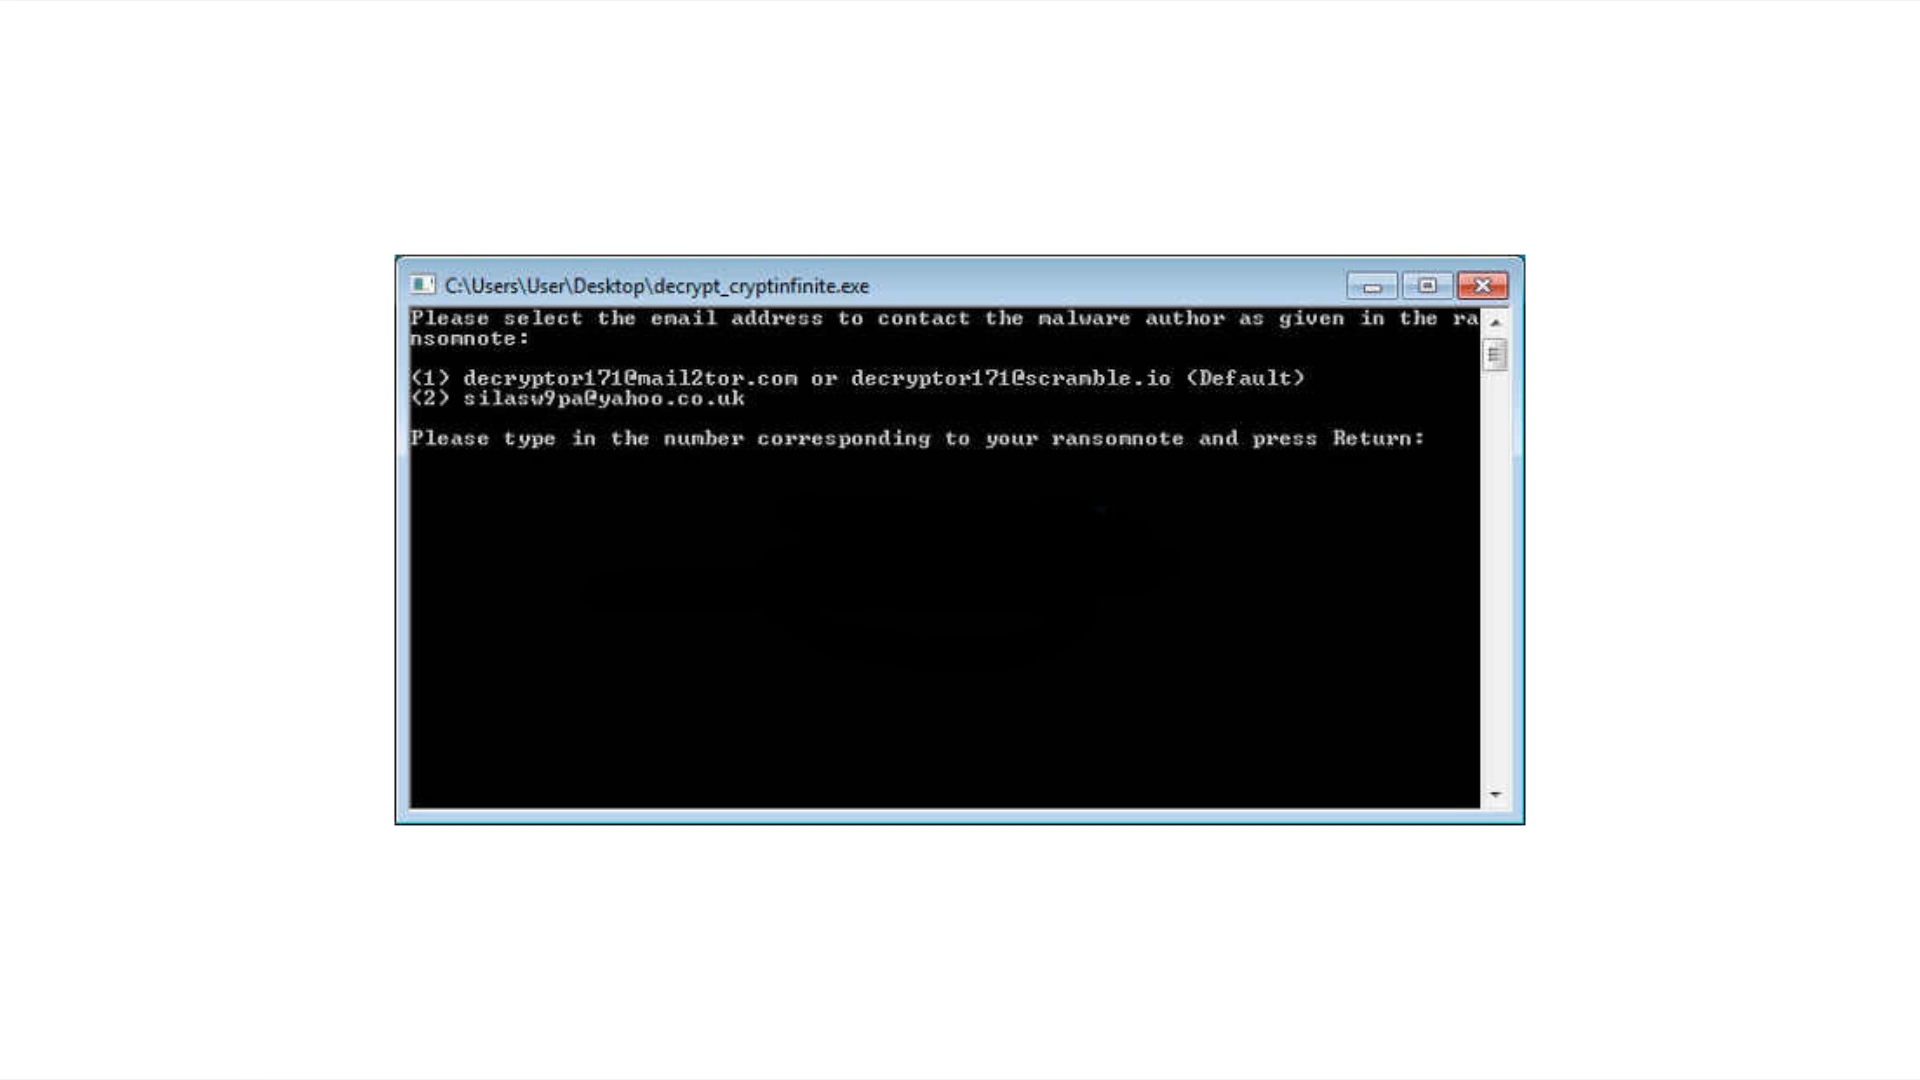 C:\Users\User\Desktop\decrypt_cryptinfinite.exe
Please select the email address to contact the malware author as given in the ra
nsomnote:
(1) decryptor171@mail2tor.com or decryptor171@scramble.io (Default)
(2) silasw9pa@yahoo.co.uk
Please type in the number corresponding to your ransomnote and press Return: